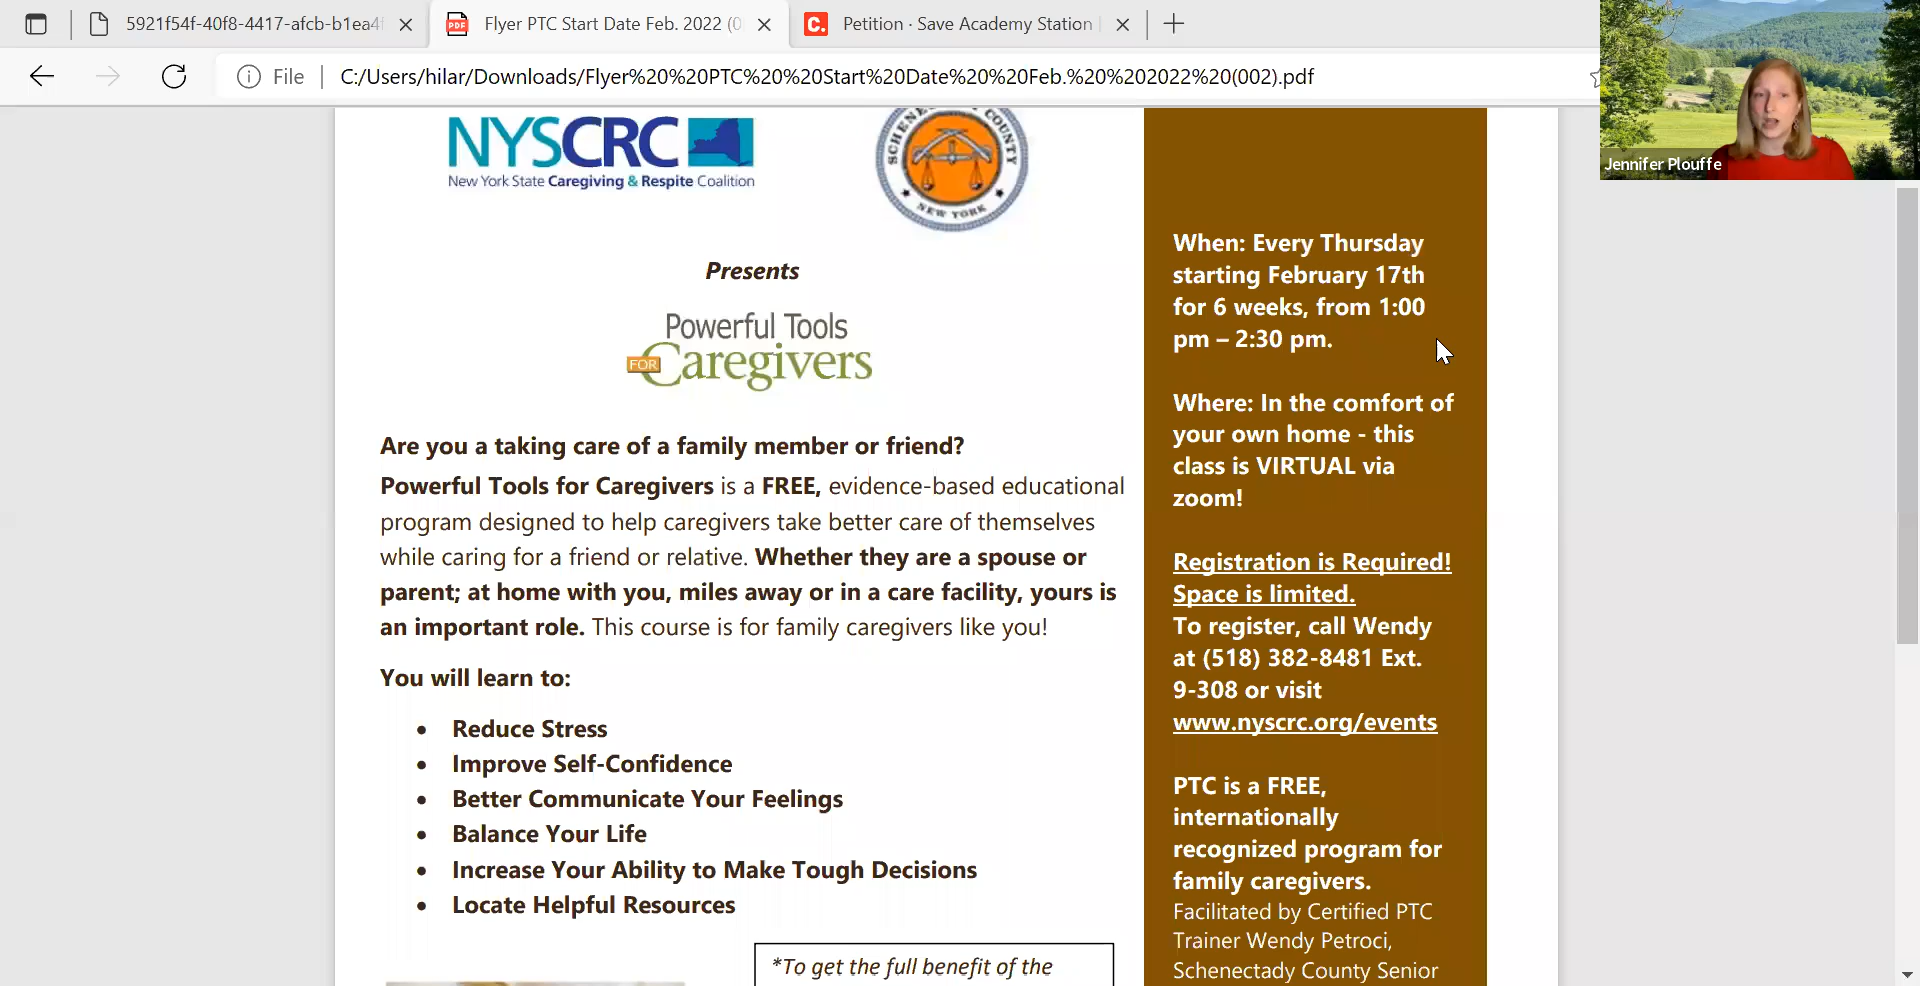 5921f54f-40f8-4417-afcb-b1ea4f
Flyer PTC Start Date Feb. 2022 (0
Petition · Save Academy Station
File
C:/Users/hilar/Downloads/Flyer%20%20PTC%20%20Start%20Date%20%20Feb.%20%202022%20(002).pdf
Jennifer Plouffe
NYSCRC
New York State Caregiving & Respite Coalition
COUNTY
NEW YORK
Presents
Powerful Tools
FOR Caregivers
Are you a taking care of a family member or friend?
Powerful Tools for Caregivers is a FREE, evidence-based educational
program designed to help caregivers take better care of themselves
while caring for a friend or relative. Whether they are a spouse or
parent; at home with you, miles away or in a care facility, yours is
an important role. This course is for family caregivers like you!
You will learn to:
• Reduce Stress
• Improve Self-Confidence
• Better Communicate Your Feelings
• Balance Your Life
• Increase Your Ability to Make Tough Decisions
• Locate Helpful Resources
*To get the full benefit of the
When: Every Thursday
starting February 17th
for 6 weeks, from 1:00
pm – 2:30 pm.
Where: In the comfort of
your own home - this
class is VIRTUAL via
zoom!
Registration is Required!
Space is limited.
To register, call Wendy
at (518) 382-8481 Ext.
9-308 or visit
www.nyscrc.org/events
PTC is a FREE,
internationally
recognized program for
family caregivers.
Facilitated by Certified PTC
Trainer Wendy Petroci,
Schenectady County Senior